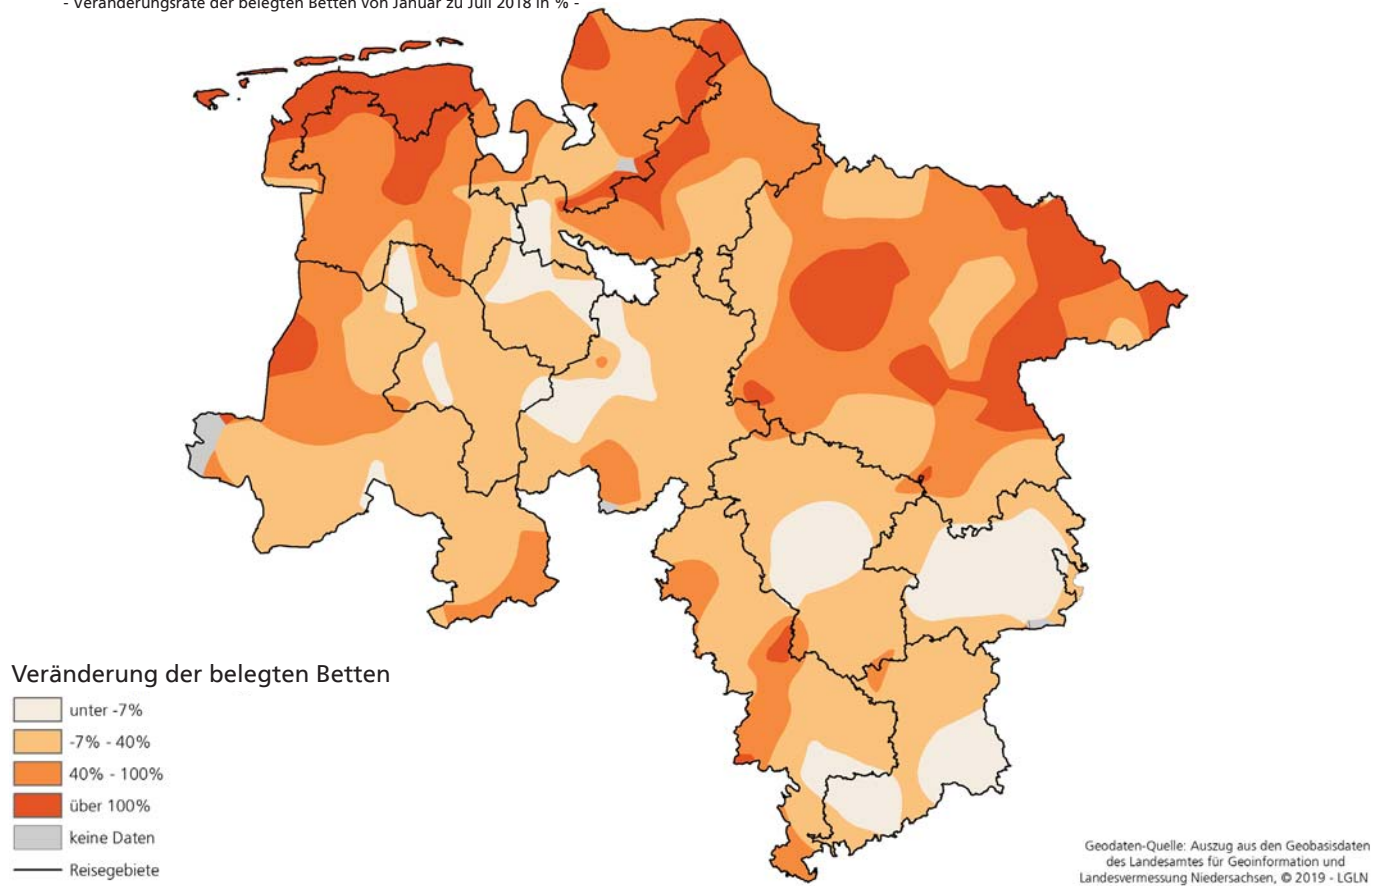 - Veränderungsrate der belegten Betten von Januar zu Juli 2018 in % -
Veränderung der belegten Betten
unter -7%
-7% - 40%
40% - 100%
über 100%
keine Daten
Reisegebiete
Geodaten-Quelle: Auszug aus den Geobasisdaten
des Landesamtes für Geoinformation und
Landesvermessung Niedersachsen, © 2019 - LGLN